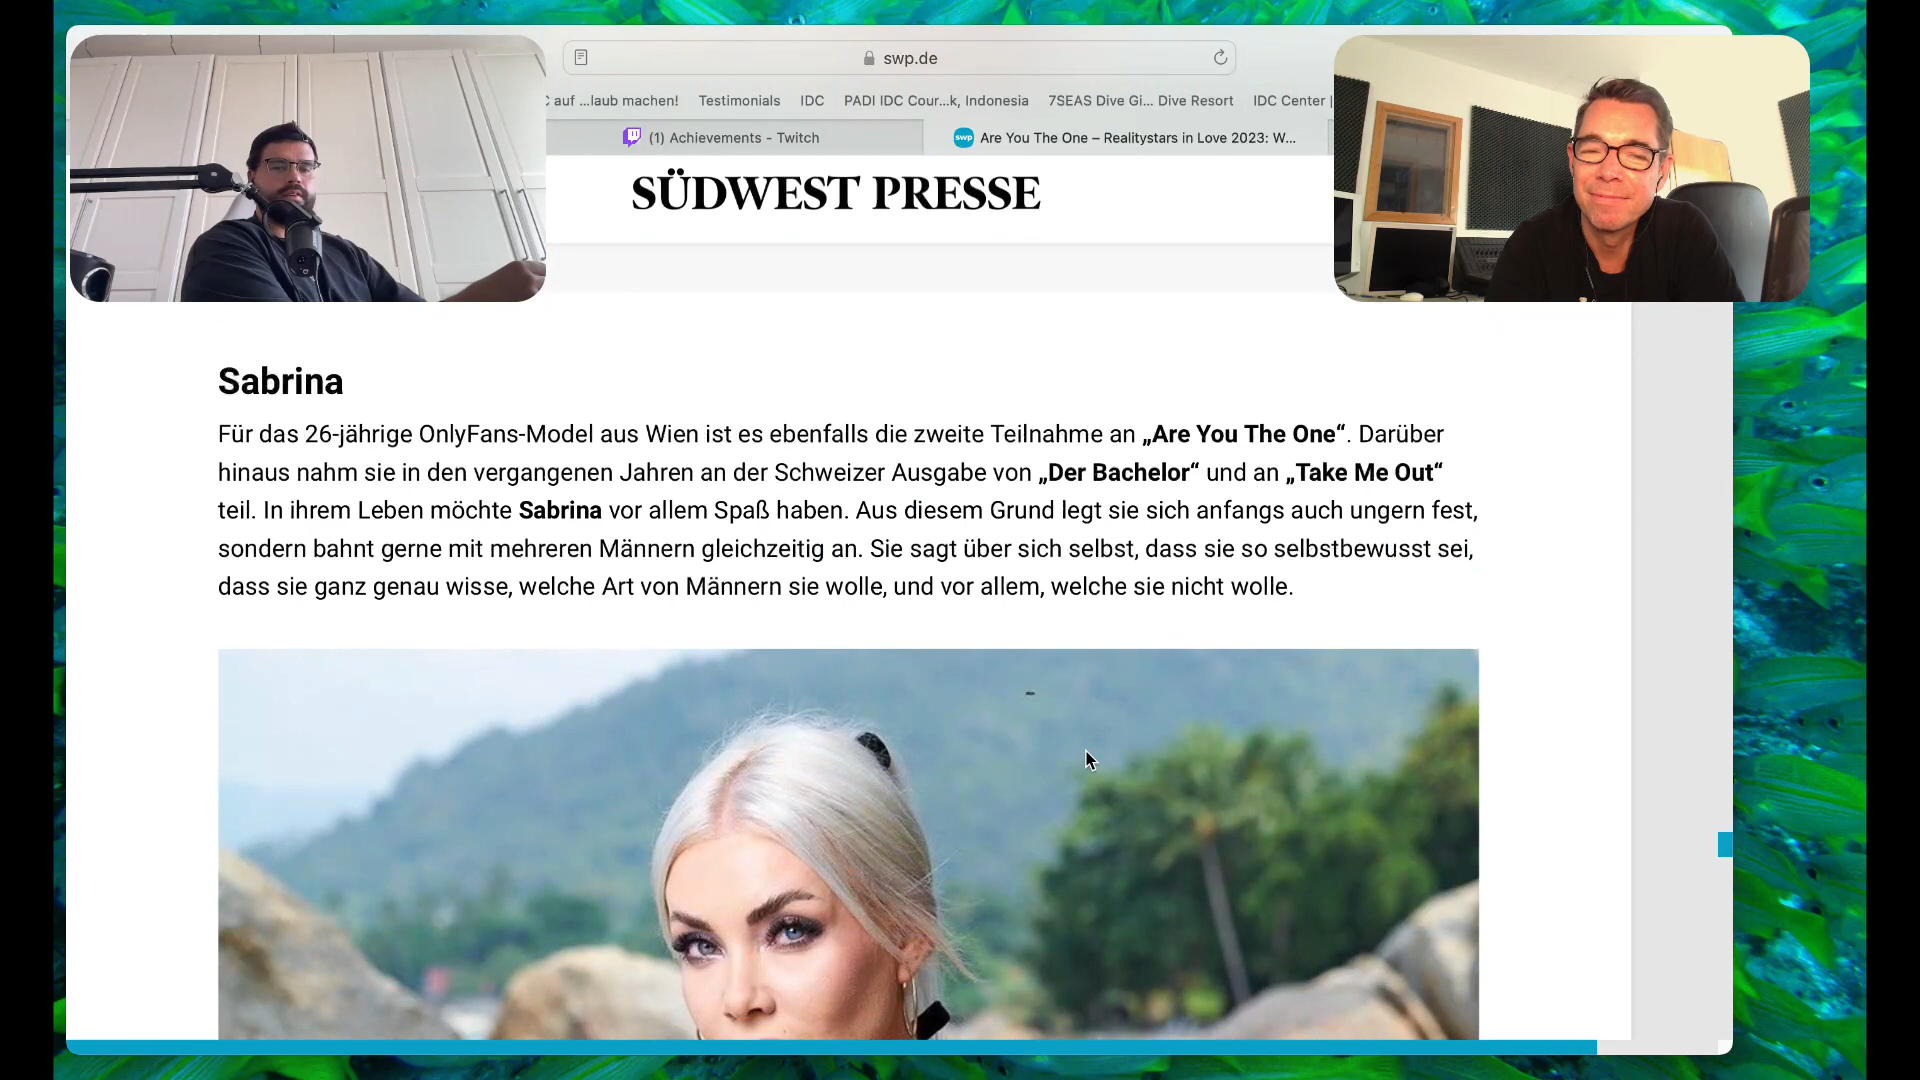 swp.de
C auf ...laub machen! Testimonials IDC PADI IDC Cour...k, Indonesia 7SEAS Dive Gi... Dive Resort IDC Center |
(1) Achievements - Twitch
swp Are You The One – Realitystars in Love 2023: W...
SÜDWEST PRESSE
Sabrina
Für das 26-jährige OnlyFans-Model aus Wien ist es ebenfalls die zweite Teilnahme an „Are You The One“. Darüber
hinaus nahm sie in den vergangenen Jahren an der Schweizer Ausgabe von „Der Bachelor“ und an „Take Me Out“
teil. In ihrem Leben möchte Sabrina vor allem Spaß haben. Aus diesem Grund legt sie sich anfangs auch ungern fest,
sondern bahnt gerne mit mehreren Männern gleichzeitig an. Sie sagt über sich selbst, dass sie so selbstbewusst sei,
dass sie ganz genau wisse, welche Art von Männern sie wolle, und vor allem, welche sie nicht wolle.